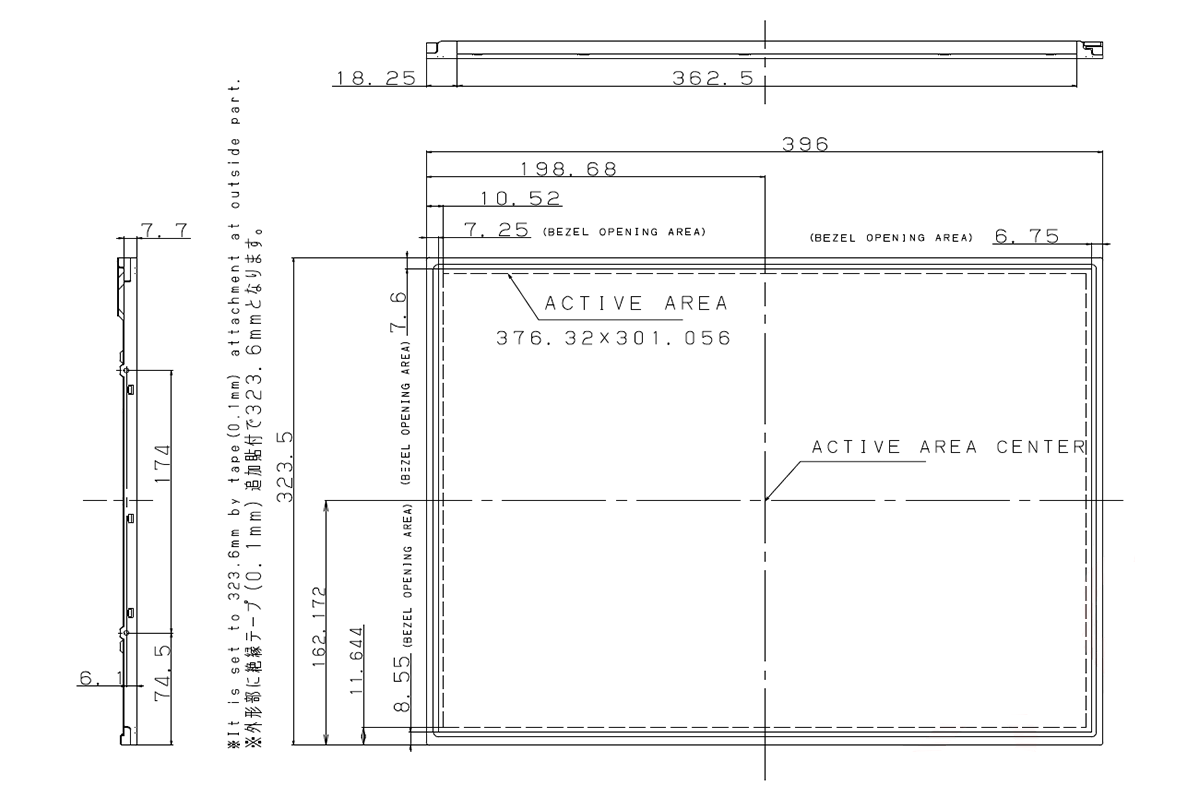 18.25
362.5
396
198.68
10.52
7.25 (BEZEL OPENING AREA)
(BEZEL OPENING AREA) 6.75
7.7
7.6
(BEZEL OPENING AREA)
ACTIVE AREA
376.32×301.056
ACTIVE AREA CENTER
174
74.5
6.1
※It is set to 323.6mm by tape(0.1mm) attachment at outside part.
※外形部に絶縁テープ(0.1mm)追加貼付で323.6mmとなります。
323.5
162.172
11.644
8.55 (BEZEL OPENING AREA)